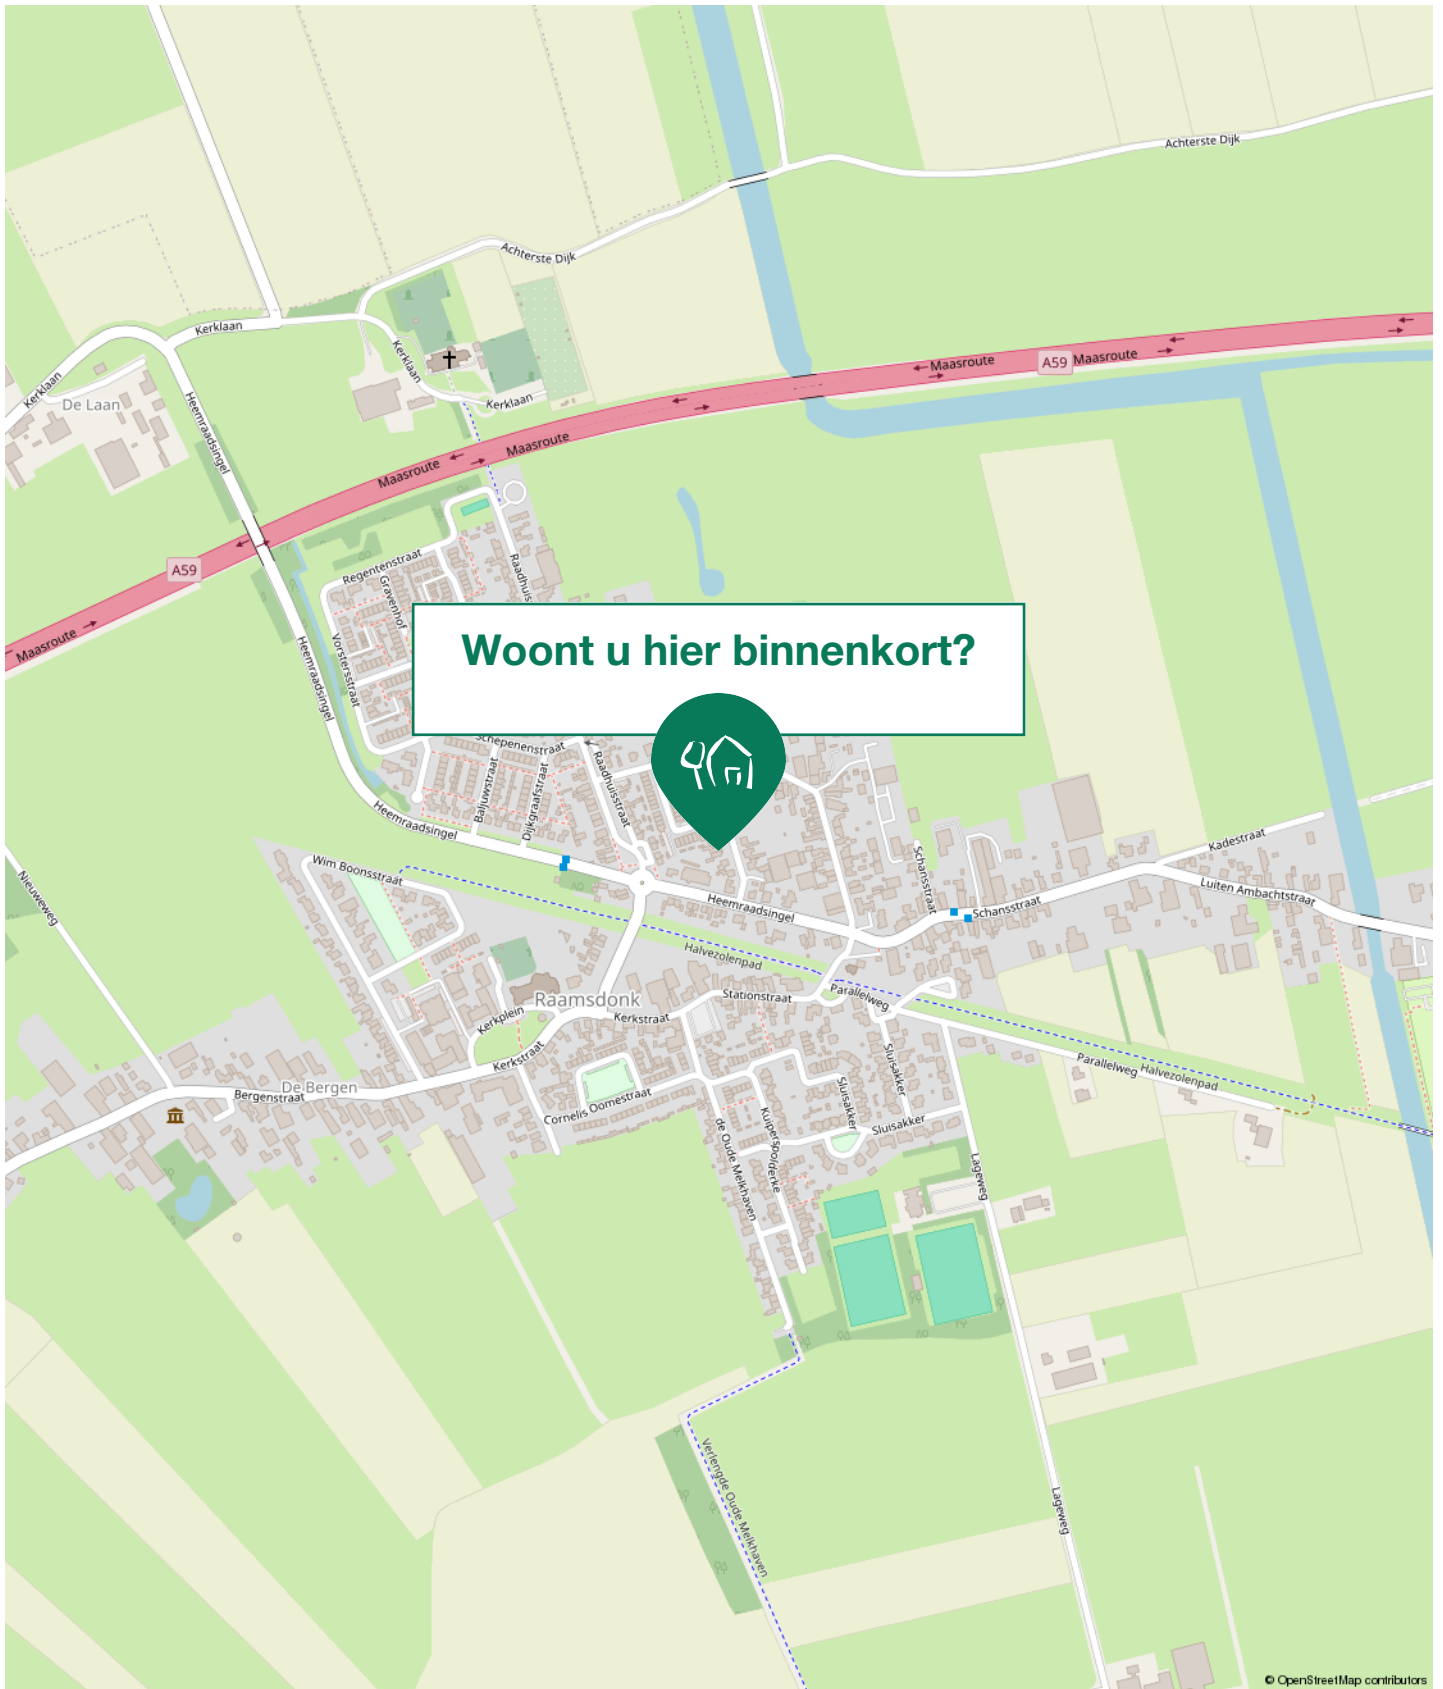 Achterste Dijk
Achterste Dijk
Kerklaan
Kerklaan
Kerklaan
Kerklaan
De Laan
Heemraadsingel
Maasroute
A59
Maasroute
Maasroute
Maasroute
A59
Maasroute
Regentenstraat
Gravenhof
Raadhuis
Vorstersstraat
Heemraadsingel
Woont u hier binnenkort?
Schepenenstraat
Baljuwstraat
Dijkgraafstraat
Raadhuisstraat
Heemraadsingel
Wim Boonsstraat
Nieuweweg
Heemraadsingel
Schansstraat
Schansstraat
Kadestraat
Luiten Ambachtstraat
Halvezolenpad
Raamsdonk
Stationstraat
Parallelweg
Kerkplein
Kerkstraat
Kerkstraat
De Bergen
Bergenstraat
Cornelis Oomestraat
Sluisakker
Sluisakker
Sluisakker
Parallelweg
Halvezolenpad
de Oude Melkhaven
Kuiperspolderke
Lageweg
Verlengde Oude Melkhaven
Lageweg
© OpenStreetMap contributors